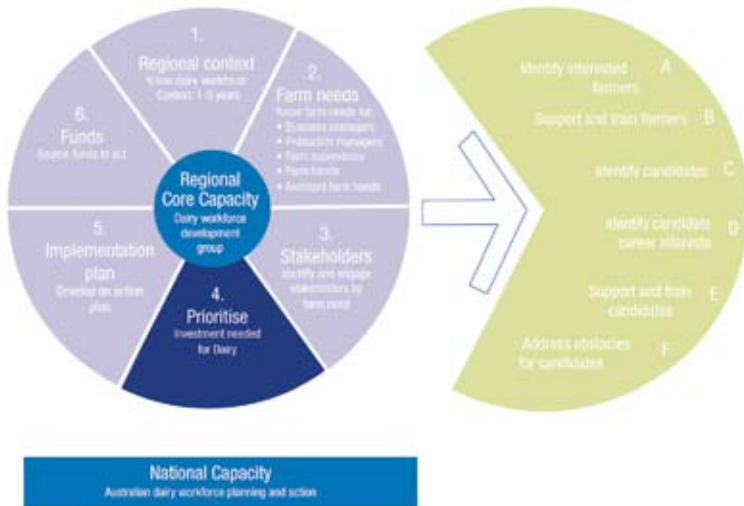 1.
Regional context
Know dairy workforce
Context: 1-5 years
2.
Farm needs
Know farm needs for:
• Business managers
• Production managers
• Farm supervisors
• Farm hands
• Assistant farm hands
3.
Stakeholders
Identify and engage
stakeholders by
farm need
4.
Prioritise
Investment needed
for Dairy
5.
Implementation
plan
Develop an action
plan
6.
Funds
Source funds to act
Regional
Core Capacity
Dairy workforce
development
group
Identify interested
farmers
A
Support and train farmers
B
Identify candidates
C
Identify candidate
career interests
D
Support and train
candidates
E
Address obstacles
for candidates
F
National Capacity
Australian dairy workforce planning and action